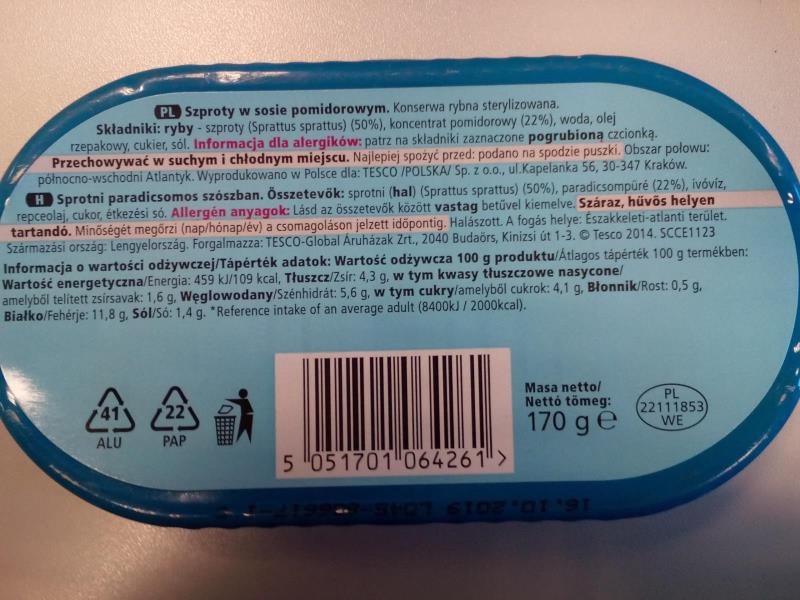 PL Szproty w sosie pomidorowym. Konserwa rybna sterylizowana.
Składniki: ryby - szproty (Sprattus sprattus) (50%), koncentrat pomidorowy (22%), woda, olej
rzepakowy, cukier, sól. Informacja dla alergików: patrz na składniki zaznaczone pogrubioną czcionką.
Przechowywać w suchym i chłodnym miejscu. Najlepiej spożyć przed: podano na spodzie puszki. Obszar połowu:
północno-wschodni Atlantyk. Wyprodukowano w Polsce dla: TESCO /POLSKA/ Sp. z o.o., ul.Kapelanka 56, 30-347 Kraków.
H Sprotni paradicsomos szószban. Összetevők: sprotni (hal) (Sprattus sprattus) (50%), paradicsompüré (22%), ivóvíz,
repceolaj, cukor, étkezési só. Allergén anyagok: Lásd az összetevők között vastag betűvel kiemelve. Száraz, hűvös helyen
tartandó. Minőségét megőrzi (nap/hónap/év) a csomagoláson jelzett időpontig. Halászott. A fogás helye: Északkeleti-atlanti terület.
Származási ország: Lengyelország. Forgalmazza: TESCO-Global Áruházak Zrt., 2040 Budaörs, Kinizsi út 1-3. © Tesco 2014. SCCE1123
Informacja o wartości odżywczej/Tápérték adatok: Wartość odżywcza 100 g produktu/Átlagos tápérték 100 g termékben:
Wartość energetyczna/Energia: 459 kJ/109 kcal, Tłuszcz/Zsír: 4,3 g, w tym kwasy tłuszczowe nasycone/
amelyből telített zsírsavak: 1,6 g, Węglowodany/Szénhidrát: 5,6 g, w tym cukry/amelyből cukrok: 4,1 g, Błonnik/Rost: 0,5 g,
Białko/Fehérje: 11,8 g, Sól/Só: 1,4 g. *Reference intake of an average adult (8400kJ / 2000kcal).
41
ALU
22
PAP
5 051701 064261 >
Masa netto/
Nettó tömeg:
170 g e
PL
22111853
WE
16.10.2019